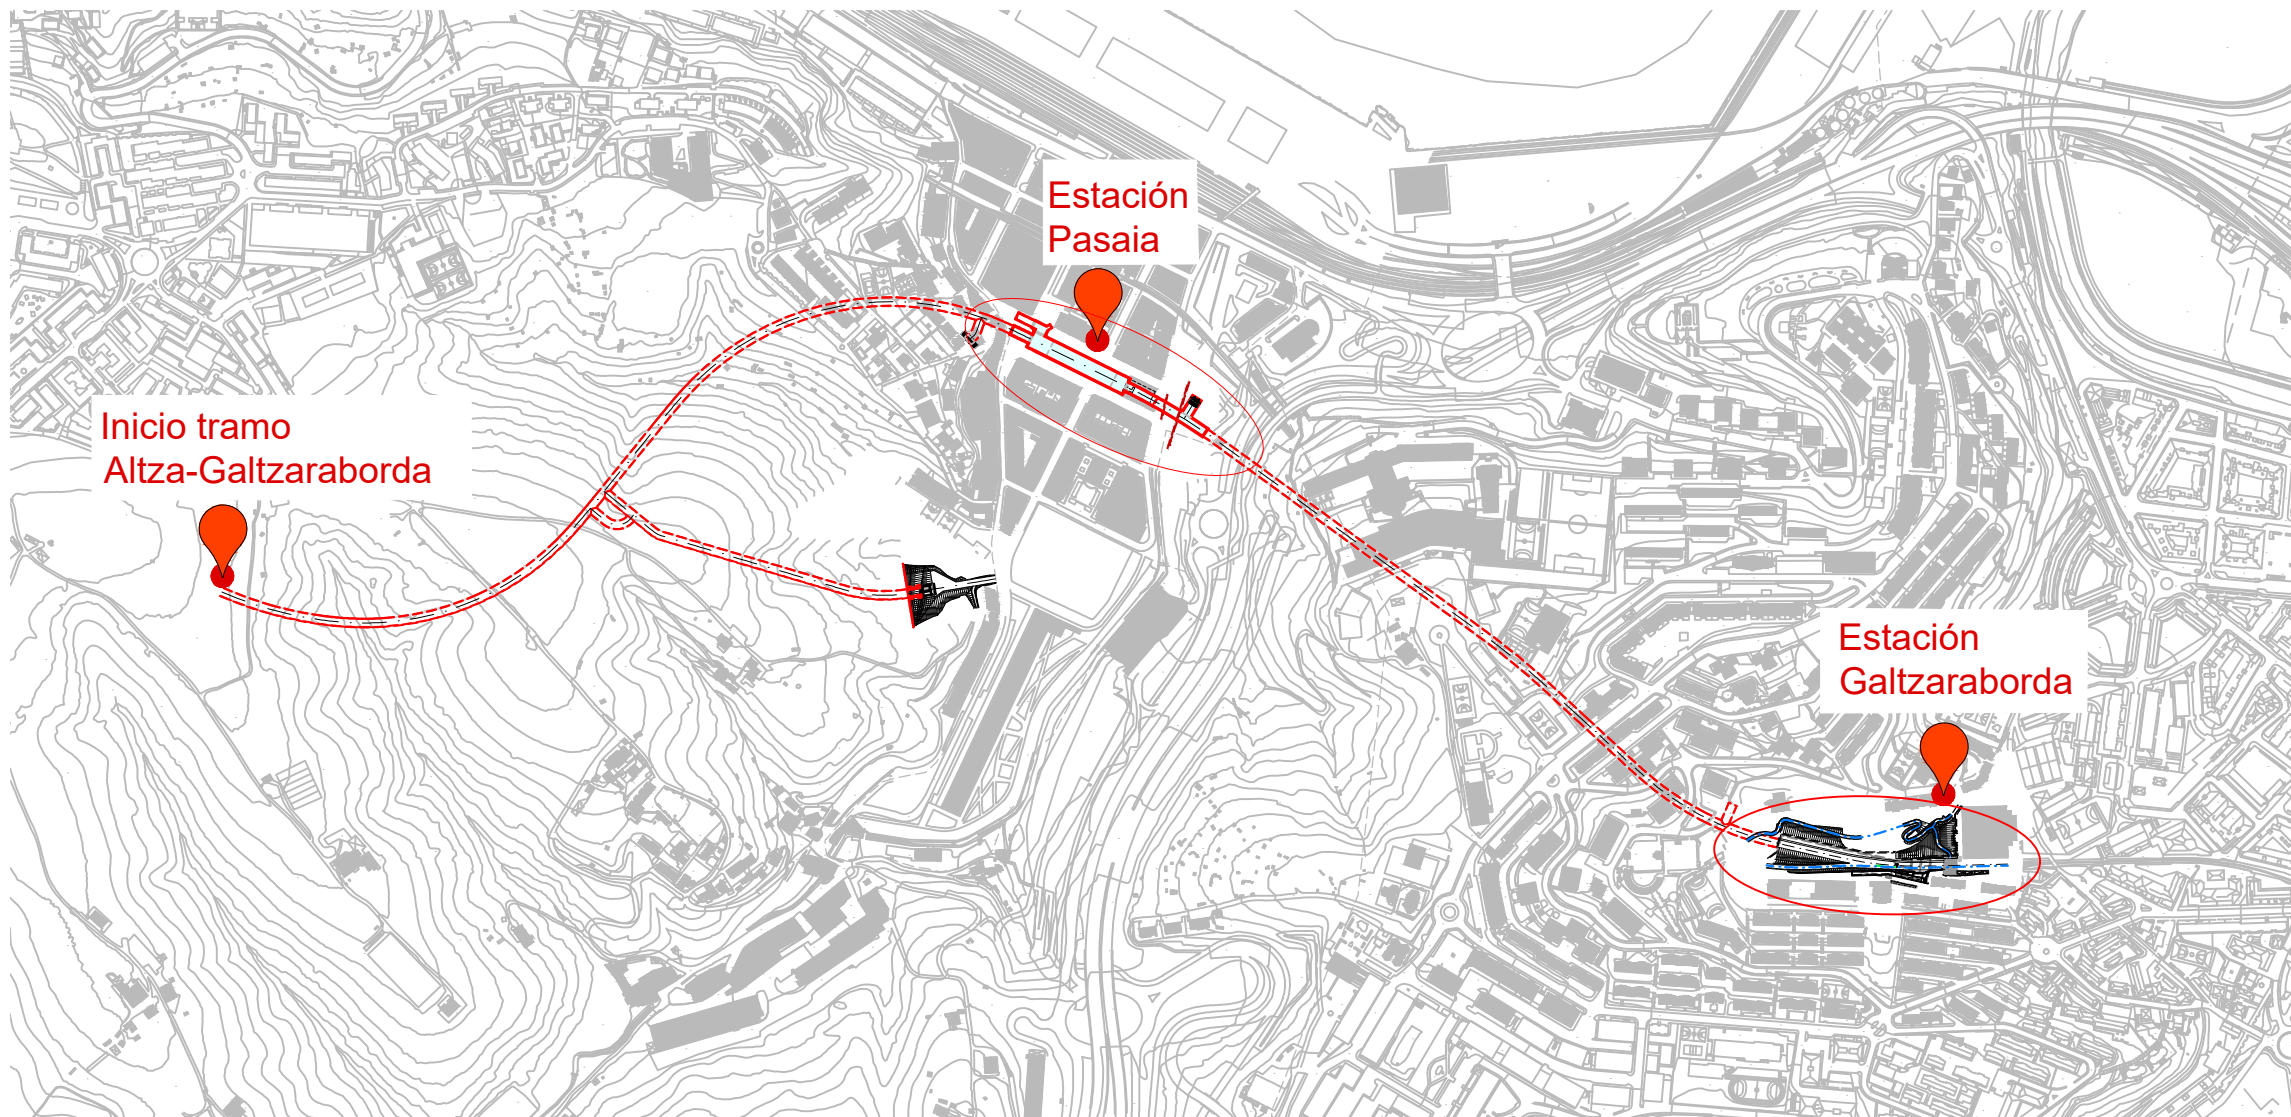 Estación
Pasaia
Inicio tramo
Altza-Galtzaraborda
Estación
Galtzaraborda